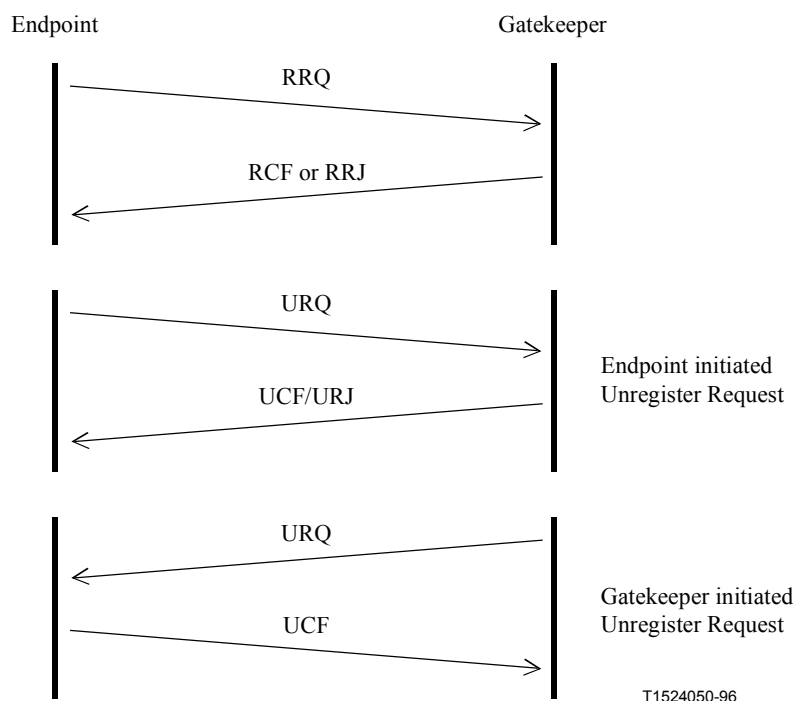 Endpoint
Gatekeeper
RRQ
RCF or RRJ
URQ
Endpoint initiated
Unregister Request
UCF/URJ
URQ
Gatekeeper initiated
Unregister Request
UCF
T1524050-96